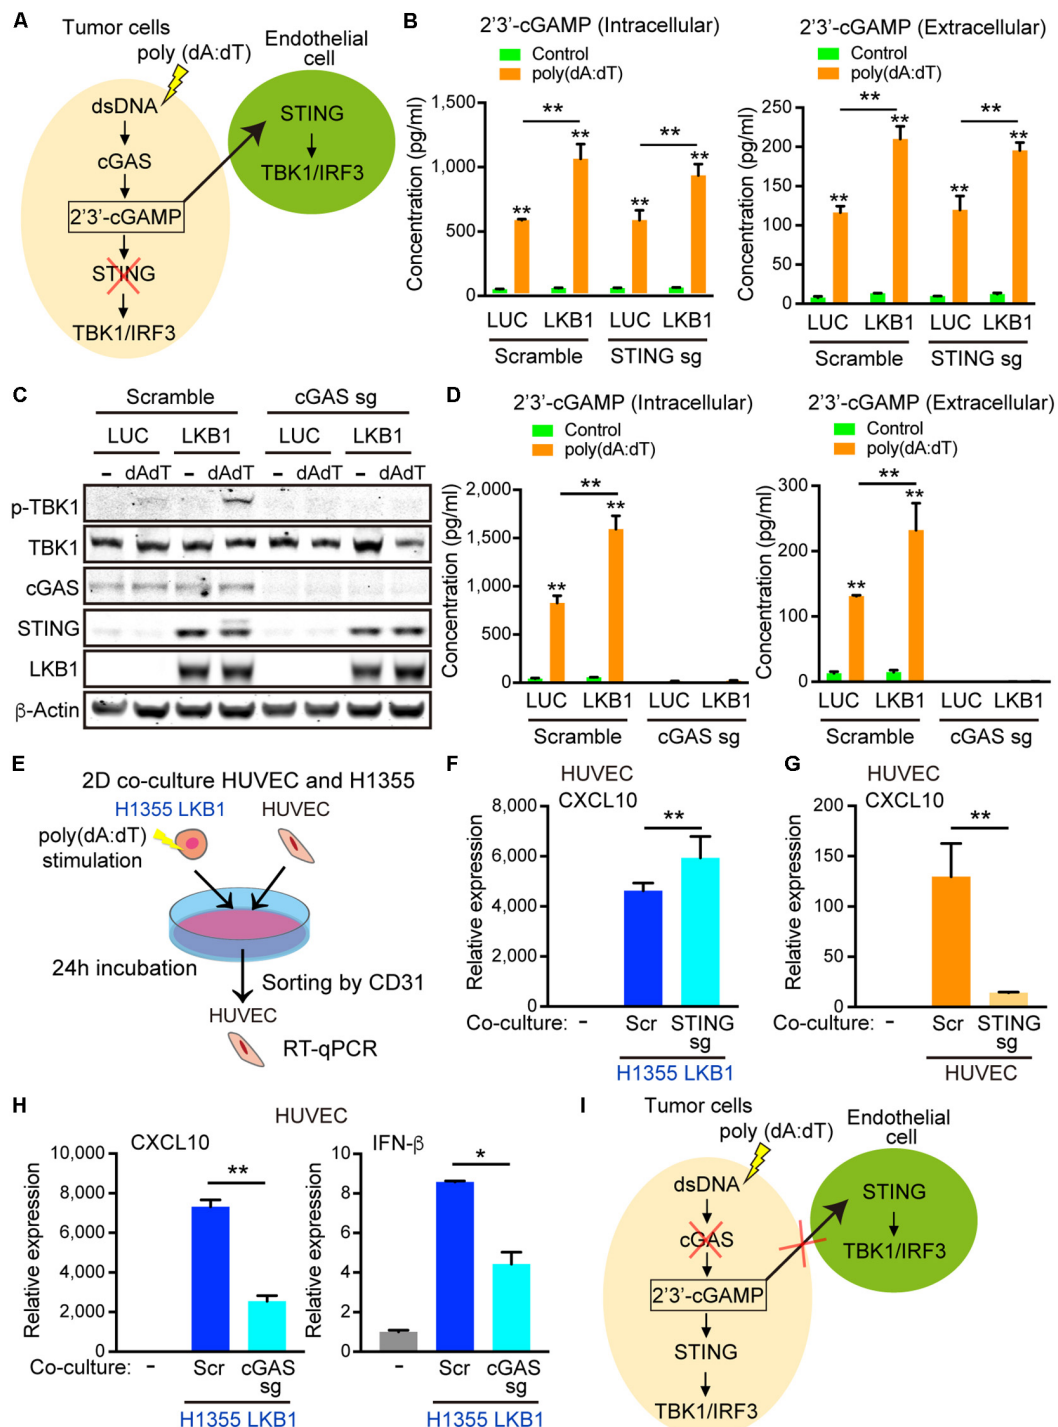 A
Tumor cells
poly (dA:dT)
Endothelial
cell
dsDNA
cGAS
2'3'-cGAMP
STING
TBK1/IRF3
STING
TBK1/IRF3
B
2'3'-cGAMP (Intracellular)
Control
poly(dA:dT)
Concentration (pg/ml)
1,500
1,000
500
0
**
**
**
**
**
**
LUC LKB1 LUC LKB1
Scramble STING sg
2'3'-cGAMP (Extracellular)
Control
poly(dA:dT)
Concentration (pg/ml)
250
200
150
100
50
0
**
**
**
**
**
**
LUC LKB1 LUC LKB1
Scramble STING sg
C
Scramble cGAS sg
LUC LKB1 LUC LKB1
– dAdT – dAdT – dAdT – dAdT
p-TBK1
TBK1
cGAS
STING
LKB1
β-Actin
D
2'3'-cGAMP (Intracellular)
Control
poly(dA:dT)
Concentration (pg/ml)
2,000
1,500
1,000
500
0
**
**
**
LUC LKB1 LUC LKB1
Scramble cGAS sg
2'3'-cGAMP (Extracellular)
Control
poly(dA:dT)
Concentration (pg/ml)
300
200
100
0
**
**
**
LUC LKB1 LUC LKB1
Scramble cGAS sg
E
2D co-culture HUVEC and H1355
H1355 LKB1 HUVEC
poly(dA:dT)
stimulation
24h incubation
Sorting by CD31
HUVEC
RT-qPCR
F
HUVEC
CXCL10
Relative expression
8,000
6,000
4,000
2,000
0
**
Co-culture: – Scr STING
sg
H1355 LKB1
G
HUVEC
CXCL10
Relative expression
200
150
100
50
0
**
Co-culture: – Scr STING
sg
HUVEC
H
HUVEC
CXCL10
Relative expression
10,000
8,000
6,000
4,000
2,000
0
**
Co-culture: – Scr cGAS
sg
H1355 LKB1
IFN-β
Relative expression
10
8
6
4
2
0
*
– Scr cGAS
sg
H1355 LKB1
I
Tumor cells
poly (dA:dT)
Endothelial
cell
dsDNA
cGAS
2'3'-cGAMP
STING
TBK1/IRF3
STING
TBK1/IRF3